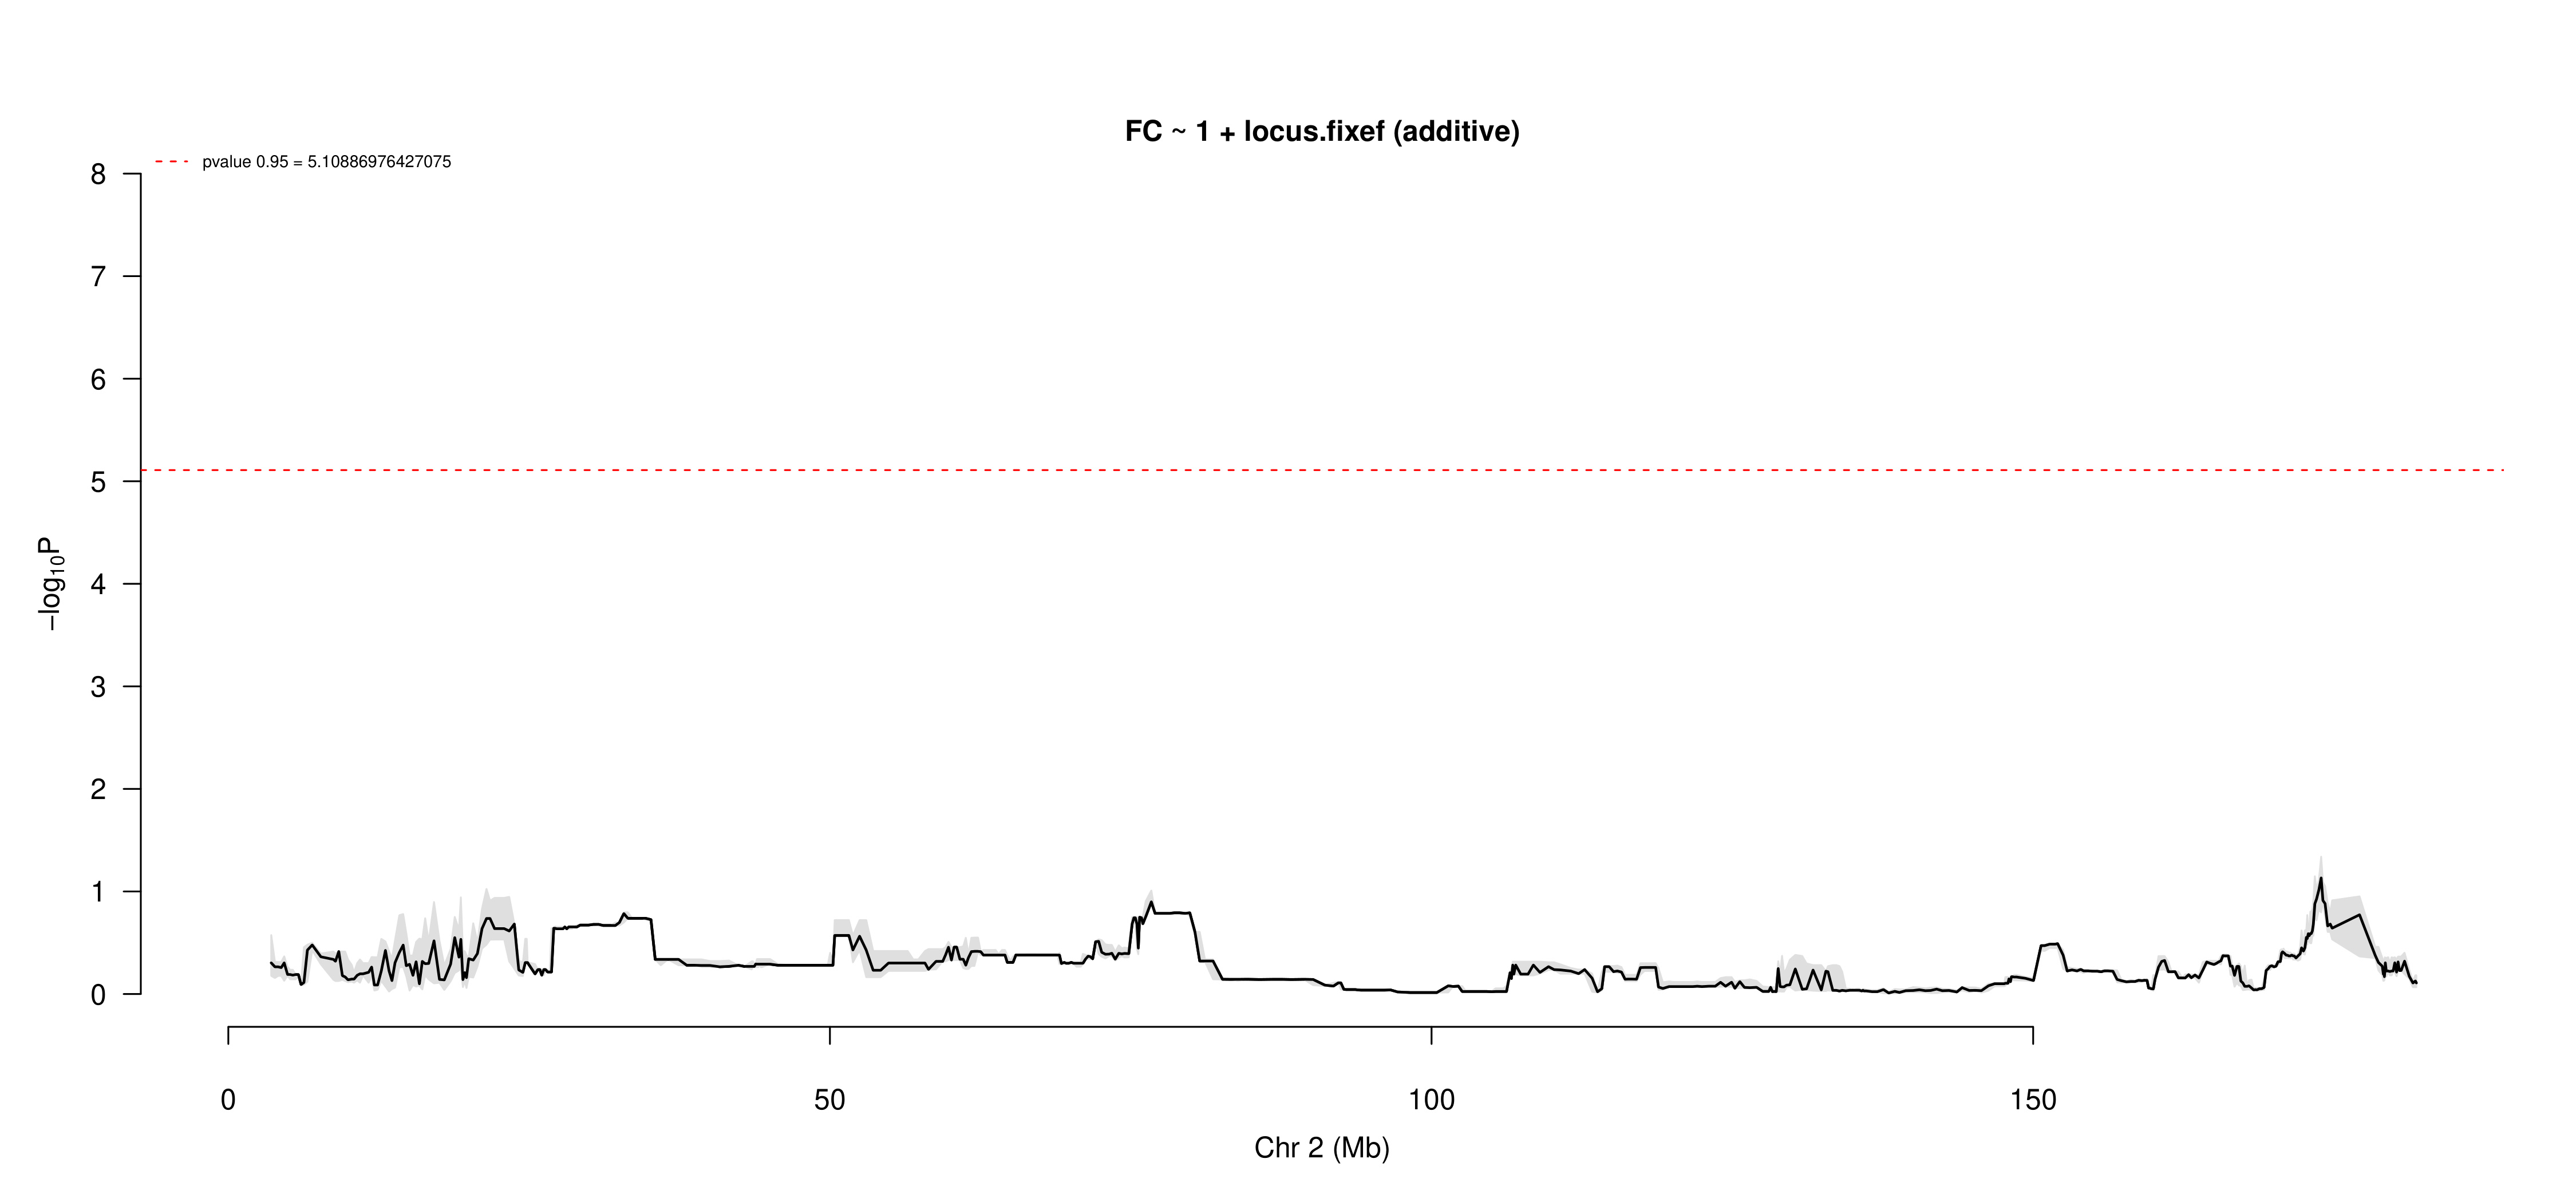 FC ~ 1 + locus.fixef (additive)
pvalue 0.95 = 5.10886976427075
8
7
6
5
4
3
2
1
0
−log10P
0 50 100 150
Chr 2 (Mb)